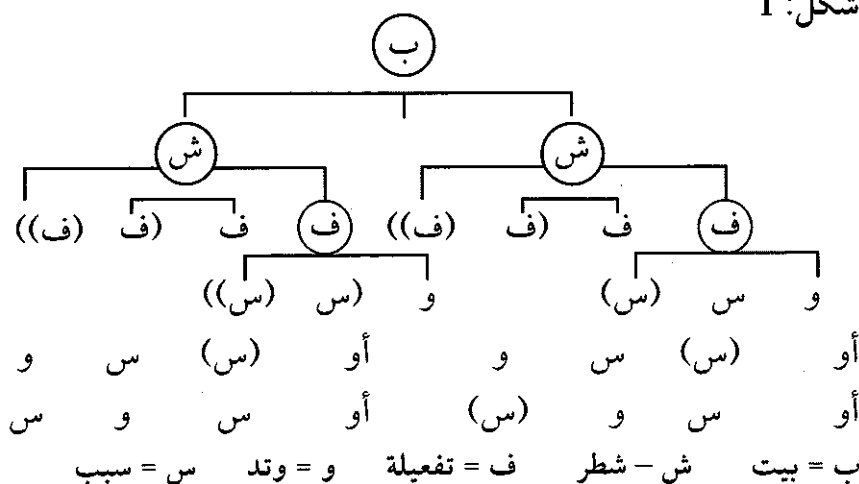 شكل: 1
ب
ش ش
ف ف (ف (ف)) ف ف (ف (ف))
و س (س) و (س (س))
أو (س) س و أو (س) س و
أو س و (س) أو س و س
ب = بيت ش – شطر ف = تفعيلة و = وتد س = سبب